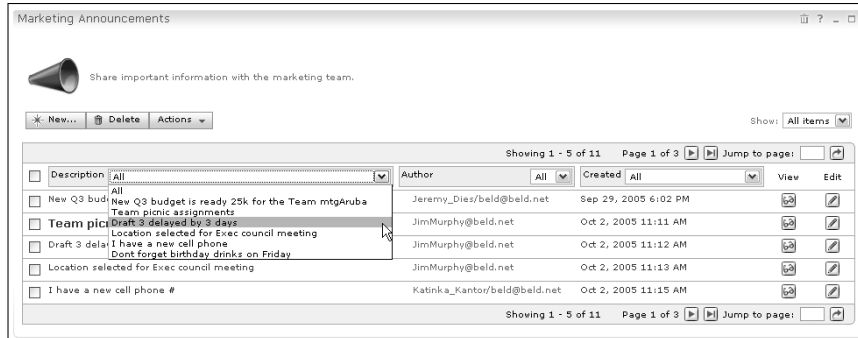 Marketing Announcements ? _
Share important information with the marketing team.
New... Delete Actions Show: All items
Showing 1 - 5 of 11 Page 1 of 3 Jump to page:
Description All Author All Created All View Edit
All
New Q3 bud Jeremy_Dies/beld@beld.net Sep 29, 2005 6:02 PM
New Q3 budget is ready 25k for the Team mtgAruba
Team picnic assignments
Team picn JimMurphy@beld.net Oct 2, 2005 11:11 AM
Draft 3 delayed by 3 days
Location selected for Exec council meeting
Draft 3 dela JimMurphy@beld.net Oct 2, 2005 11:12 AM
I have a new cell phone
Dont forget birthday drinks on Friday
Location selected for Exec council meeting JimMurphy@beld.net Oct 2, 2005 11:13 AM
I have a new cell phone # Katinka_Kantor/beld@beld.net Oct 2, 2005 11:15 AM
Showing 1 - 5 of 11 Page 1 of 3 Jump to page: